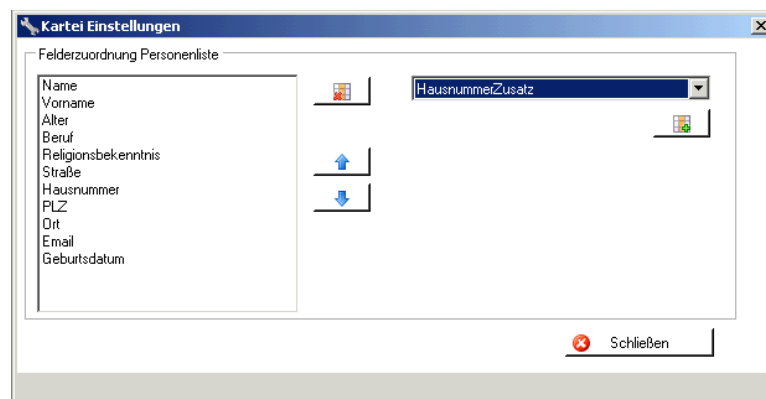 Kartei Einstellungen
Felderzuordnung Personenliste
Name
Vorname
Alter
Beruf
Religionsbekenntnis
Straße
Hausnummer
PLZ
Ort
Email
Geburtsdatum
HausnummerZusatz
Schließen